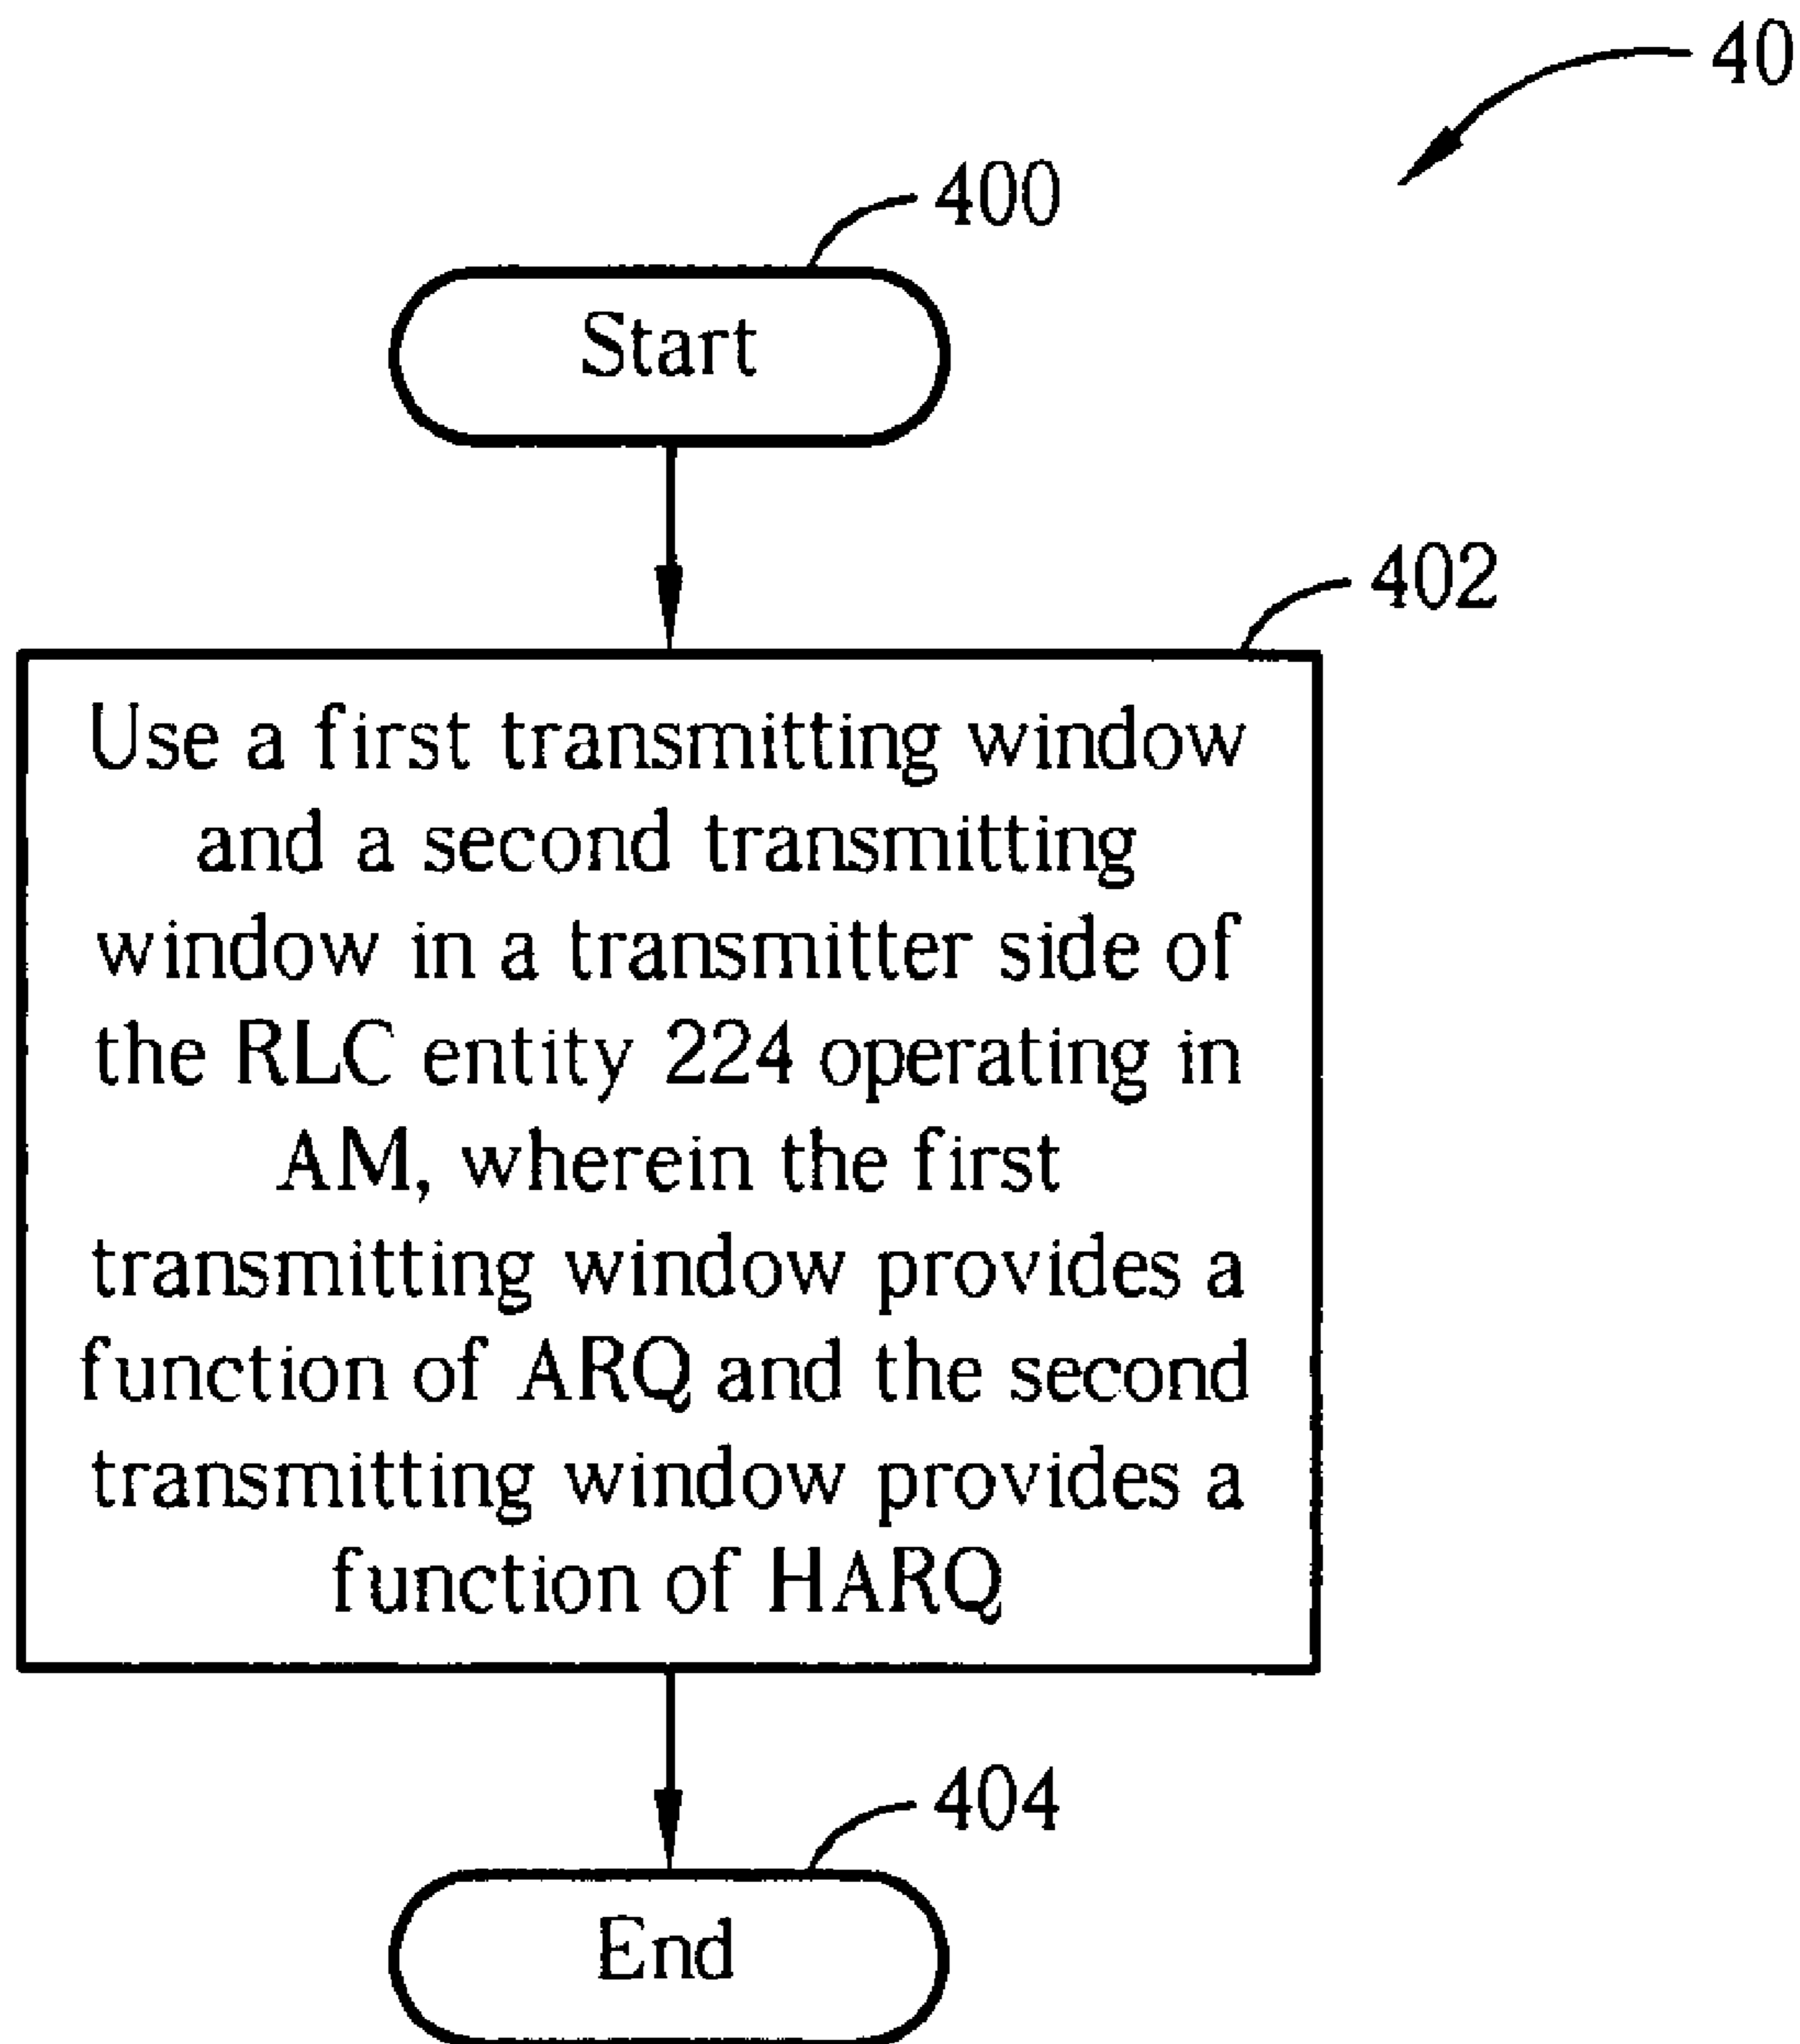 40
400
Start
402
Use a first transmitting window
and a second transmitting
window in a transmitter side of
the RLC entity 224 operating in
AM, wherein the first
transmitting window provides a
function of ARQ and the second
transmitting window provides a
function of HARQ
404
End